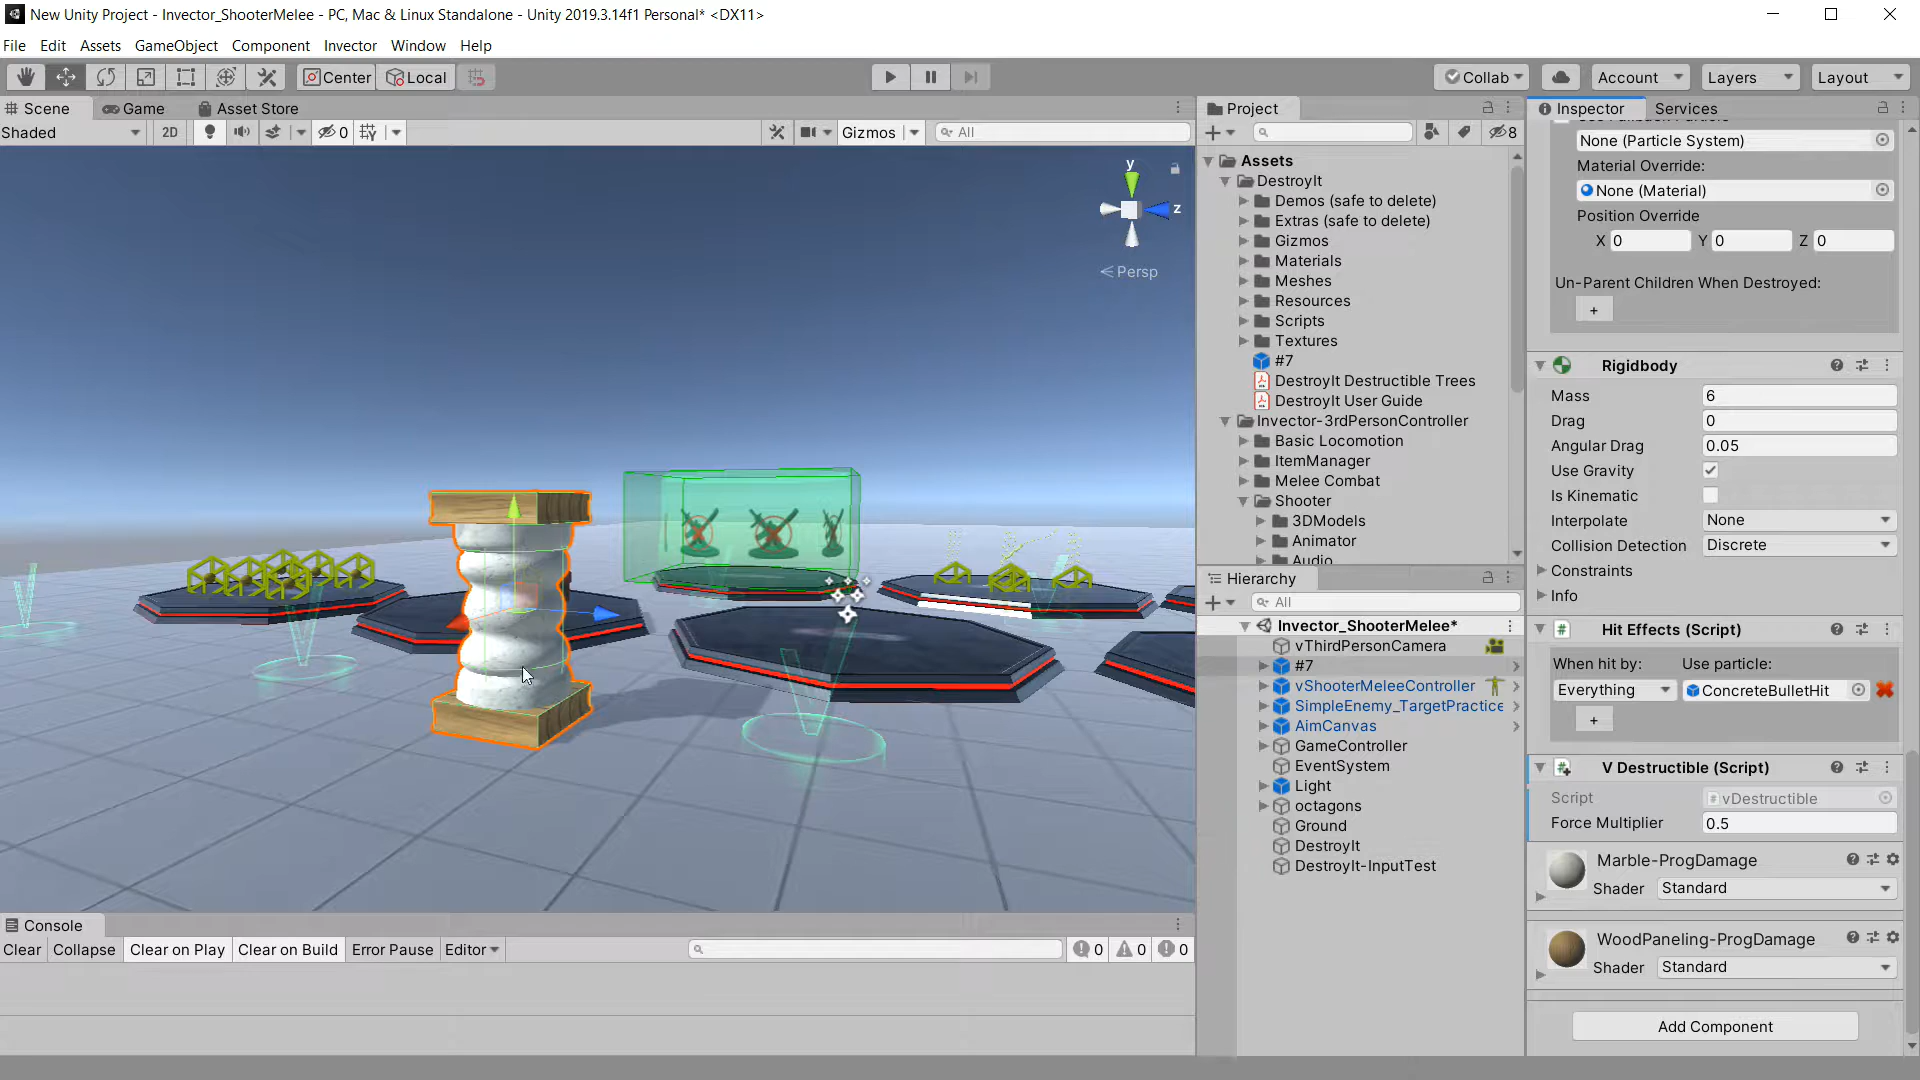 New Unity Project - Invector_ShooterMelee - PC, Mac & Linux Standalone - Unity 2019.3.14f1 Personal* <DX11>
File Edit Assets GameObject Component Invector Window Help
Center Local Collab Account Layers Layout
Scene Game Asset Store
Shaded 2D 0 Gizmos All
y
z
Persp
Project
8
Assets
DestroyIt
Demos (safe to delete)
Extras (safe to delete)
Gizmos
Materials
Meshes
Resources
Scripts
Textures
#7
DestroyIt Destructible Trees
DestroyIt User Guide
Invector-3rdPersonController
Basic Locomotion
ItemManager
Melee Combat
Shooter
3DModels
Animator
Audio
Hierarchy
All
Invector_ShooterMelee*
vThirdPersonCamera
#7
vShooterMeleeController
SimpleEnemy_TargetPractice
AimCanvas
GameController
EventSystem
Light
octagons
Ground
DestroyIt
DestroyIt-InputTest
Inspector Services
None (Particle System)
Material Override:
None (Material)
Position Override
X 0 Y 0 Z 0
Un-Parent Children When Destroyed:
+
Rigidbody
Mass 6
Drag 0
Angular Drag 0.05
Use Gravity
Is Kinematic
Interpolate None
Collision Detection Discrete
Constraints
Info
# Hit Effects (Script)
When hit by: Use particle:
Everything ConcreteBulletHit
+
# V Destructible (Script)
Script # vDestructible
Force Multiplier 0.5
Marble-ProgDamage
Shader Standard
WoodPaneling-ProgDamage
Shader Standard
Add Component
Console
Clear Collapse Clear on Play Clear on Build Error Pause Editor 0 0 0